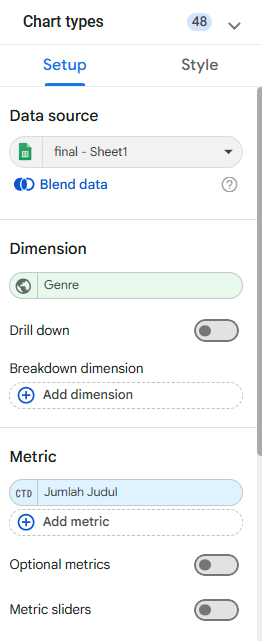 Chart types 48
Setup Style
Data source
final - Sheet1
Blend data ?
Dimension
Genre
Drill down
Breakdown dimension
Add dimension
Metric
CTD Jumlah Judul
Add metric
Optional metrics
Metric sliders